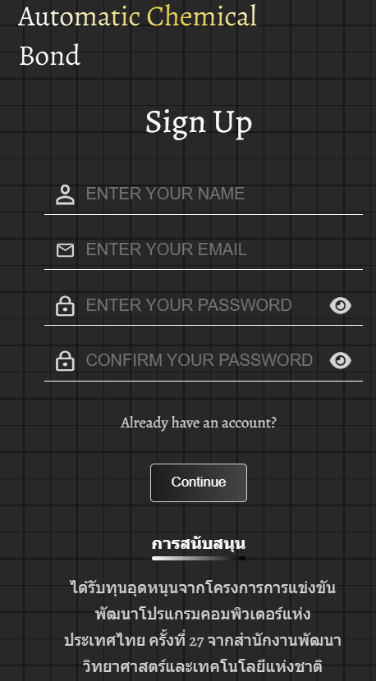 Automatic Chemical
Bond
Sign Up
ENTER YOUR NAME
ENTER YOUR EMAIL
ENTER YOUR PASSWORD
CONFIRM YOUR PASSWORD
Already have an account?
Continue
การสนับสนุน
ได้รับทุนอุดหนุนจากโครงการการแข่งขัน
พัฒนาโปรแกรมคอมพิวเตอร์แห่ง
ประเทศไทย ครั้งที่ 27 จากสำนักงานพัฒนา
วิทยาศาสตร์และเทคโนโลยีแห่งชาติ